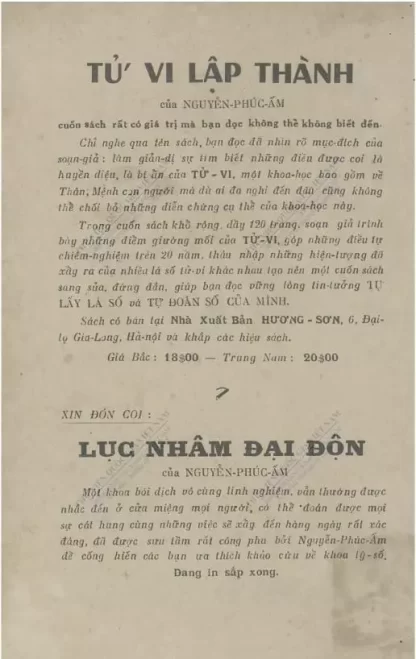 TỬ VI LẬP THÀNH
của NGUYỄN-PHÚC-ẤM
cuốn sách rất có giá trị mà bạn đọc không thể không biết đến.
Chỉ nghe qua tên sách, bạn đọc đã nhìn rõ mục-đích của
soạn-giả : làm giản-dị sự tìm biết những điều được coi là
huyền diệu, là bí ẩn của TỬ-VI, một khoa-học bao gồm về
Thân, Mệnh con người mà dù ai đa nghi đến đâu cũng không
thể chối bỏ những diễn chứng cụ thể của khoa-học này.
Trong cuốn sách khổ rộng, dầy 120 trang, soạn giả trình
bày những điểm giường mối của TỬ-VI, góp những điều tự
chiêm-nghiệm trên 20 năm, thâu nhập những hiện-tượng đã
xảy ra của nhiều lá số tử-vi khác nhau tạo nên một cuốn sách
sáng sủa, đứng đắn, giúp bạn đọc vững lòng tin-tưởng TỰ
LẤY LÁ SỐ và TỰ ĐOÁN SỐ CỦA MÌNH.
Sách có bán tại Nhà Xuất Bản HƯƠNG-SƠN, 6, Đại-
lộ Gia-Long, Hà-nội và khắp các hiệu sách.
Giá Bắc : 18$00 — Trung Nam : 20$00
XIN ĐÓN COI :
LỤC NHÂM ĐẠI ĐỘN
của NGUYỄN-PHÚC-ẤM
Một khoa bói dịch vô cùng linh nghiệm, vẫn thường được
nhắc đến ở cửa miệng mọi người, có thể đoán được mọi
sự cát hung cùng những việc sẽ xẩy đến hàng ngày rất xác
đáng, đã được sưu tầm rất công phu bởi Nguyễn-Phúc-Ấm
để cống hiến các bạn ưa thích khảo cứu về khoa lý-số.
Đang in sắp xong.